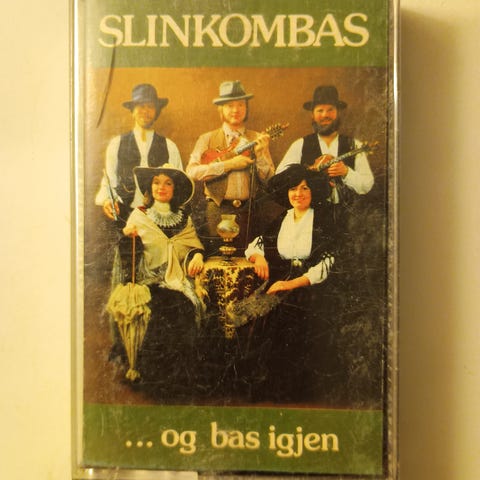 SLINKOMBAS
... og bas igjen